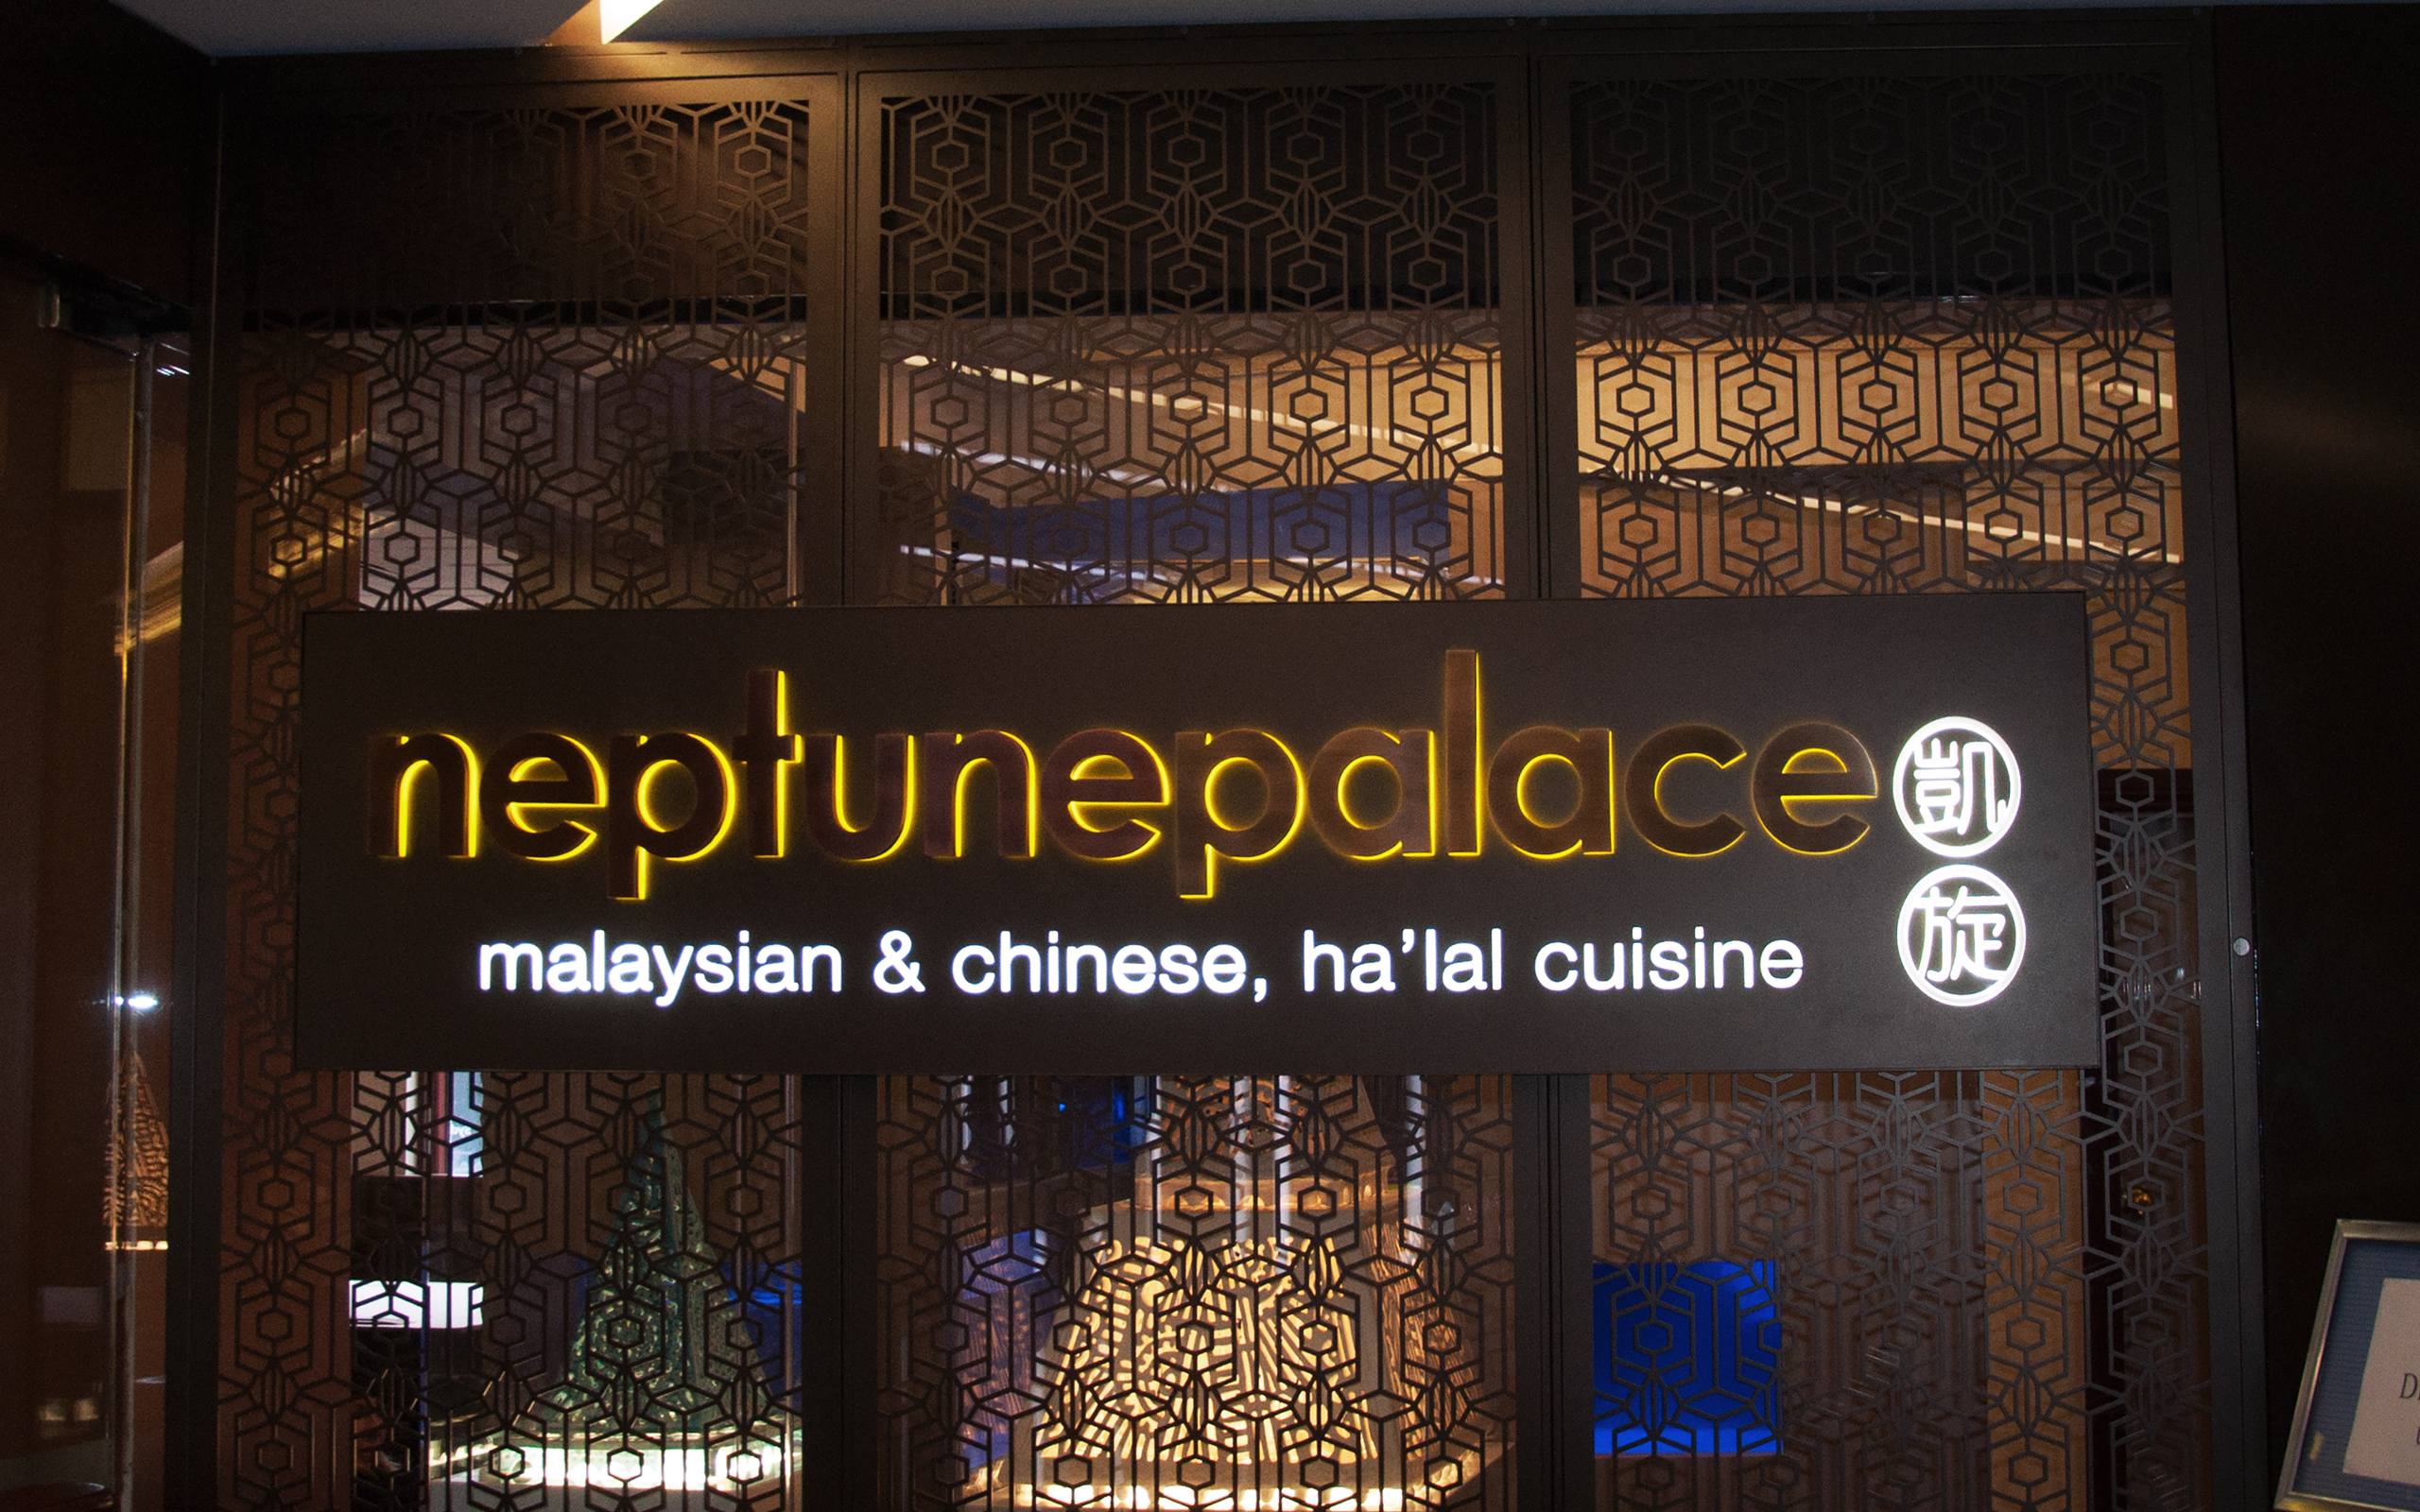 neptunepalace
凱
旋
malaysian & chinese, ha’lal cuisine